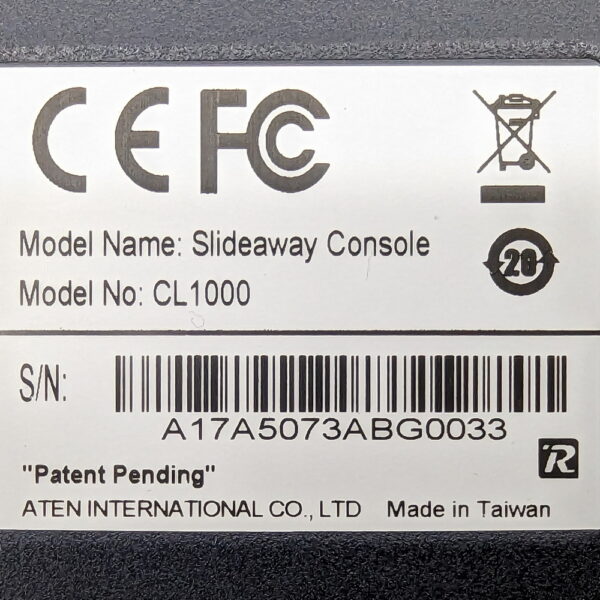 CE FC
Model Name: Slideaway Console
Model No: CL1000
20
S/N:
A17A5073ABG0033
"Patent Pending"
R
ATEN INTERNATIONAL CO., LTD Made in Taiwan